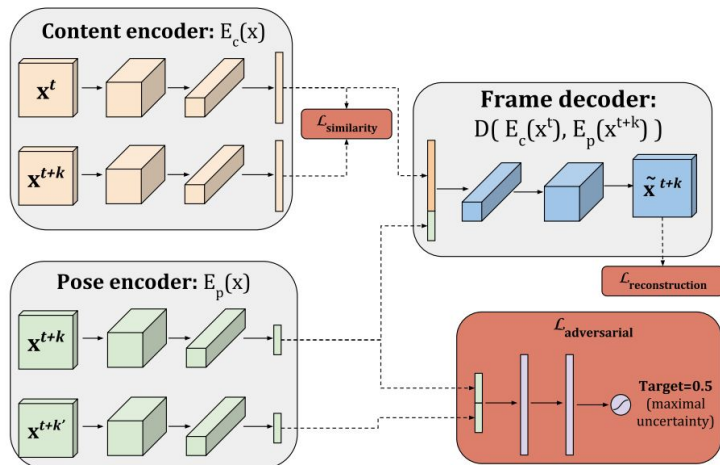 Content encoder: E_c(x)
x^t
x^{t+k}
ℒ_similarity
Frame decoder:
D( E_c(x^t), E_p(x^{t+k}) )
x̃^{t+k}
ℒ_reconstruction
Pose encoder: E_p(x)
x^{t+k}
x^{t+k'}
ℒ_adversarial
Target=0.5
(maximal
uncertainty)